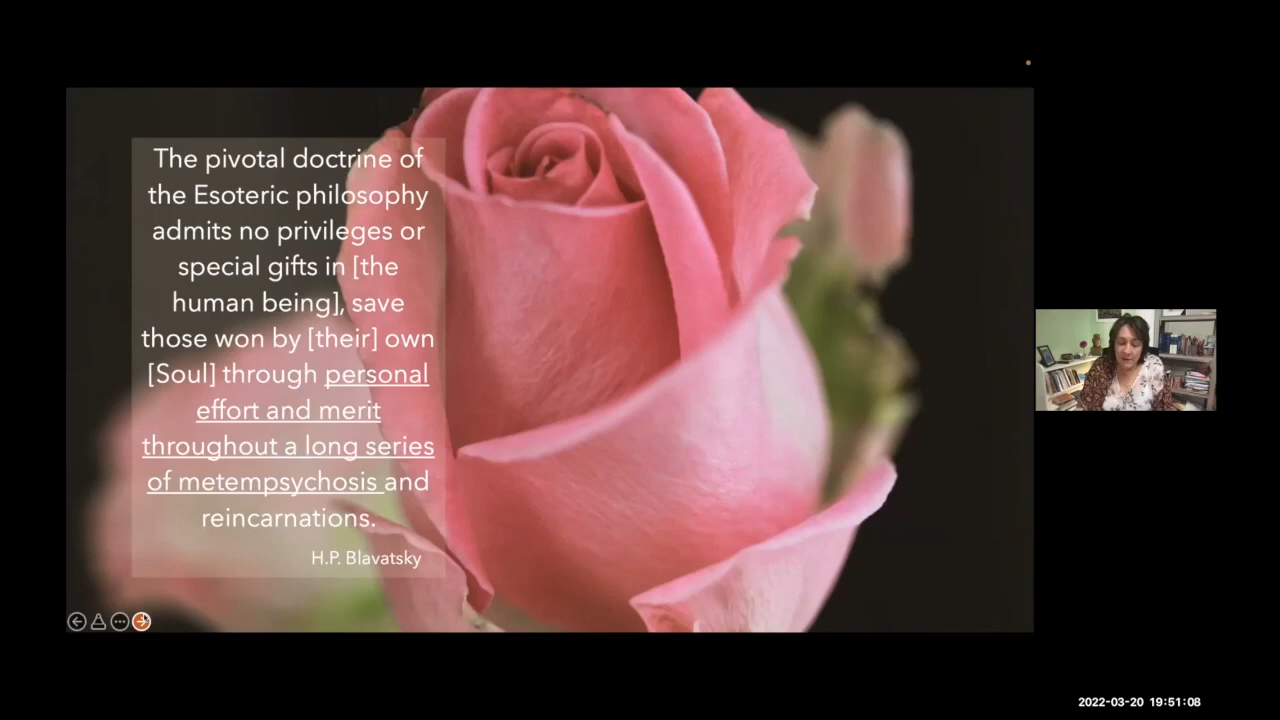 The pivotal doctrine of
the Esoteric philosophy
admits no privileges or
special gifts in [the
human being], save
those won by [their] own
[Soul] through personal
effort and merit
throughout a long series
of metempsychosis and
reincarnations.
H.P. Blavatsky
2022-03-20 19:51:08